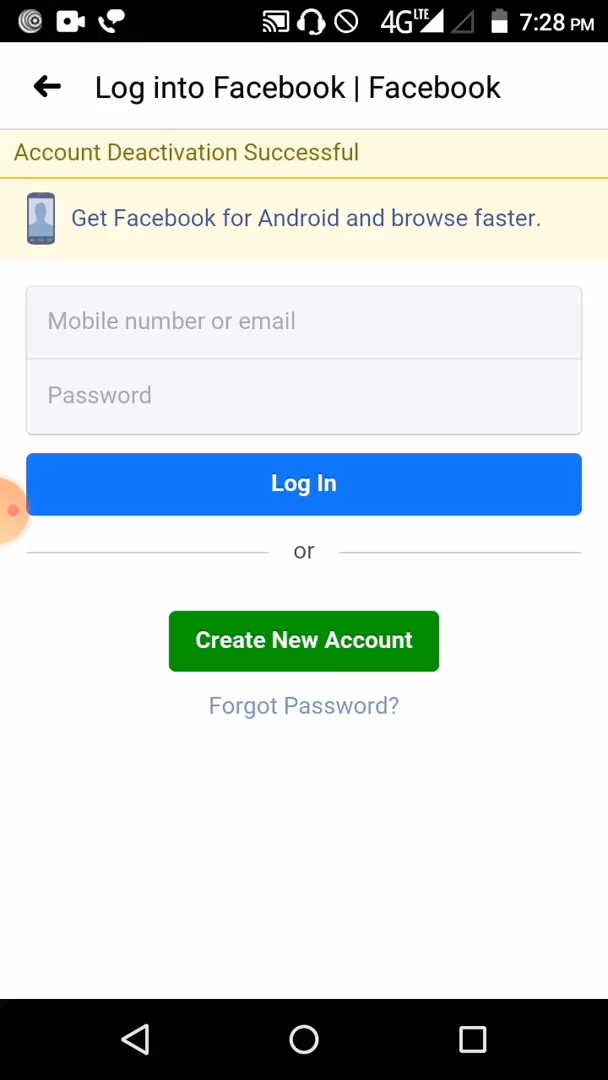 4G LTE 7:28 PM
Log into Facebook | Facebook
Account Deactivation Successful
Get Facebook for Android and browse faster.
Mobile number or email
Password
Log In
or
Create New Account
Forgot Password?